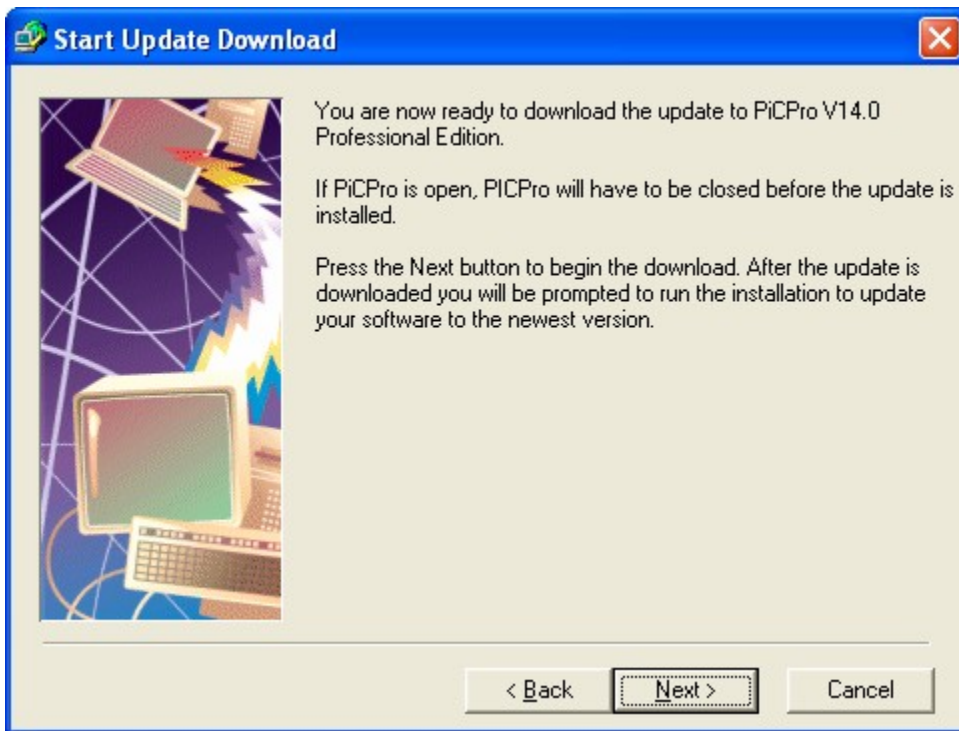 Start Update Download
You are now ready to download the update to PiCPro V14.0
Professional Edition.
If PiCPro is open, PICPro will have to be closed before the update is
installed.
Press the Next button to begin the download. After the update is
downloaded you will be prompted to run the installation to update
your software to the newest version.
< Back
Next >
Cancel